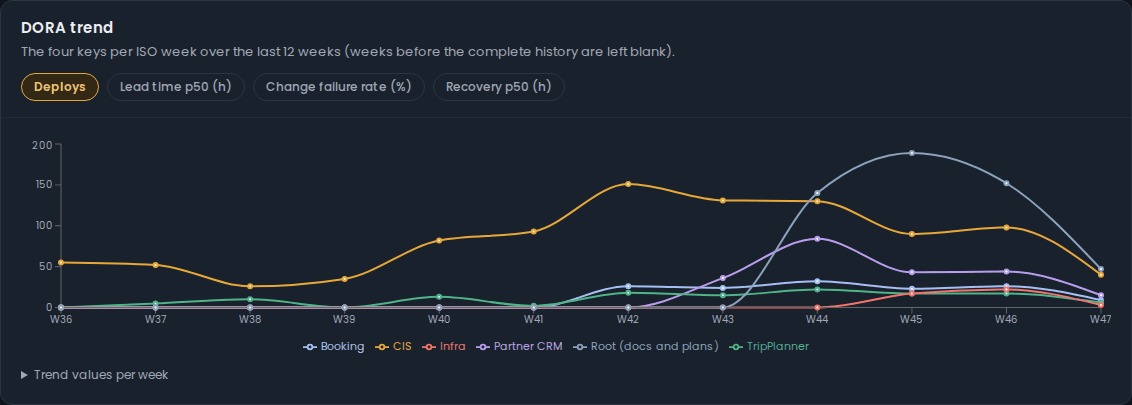 DORA trend
The four keys per ISO week over the last 12 weeks (weeks before the complete history are left blank).
Deploys Lead time p50 (h) Change failure rate (%) Recovery p50 (h)
200
150
100
50
0
W36 W37 W38 W39 W40 W41 W42 W43 W44 W45 W46 W47
Booking CIS Infra Partner CRM Root (docs and plans) TripPlanner
Trend values per week